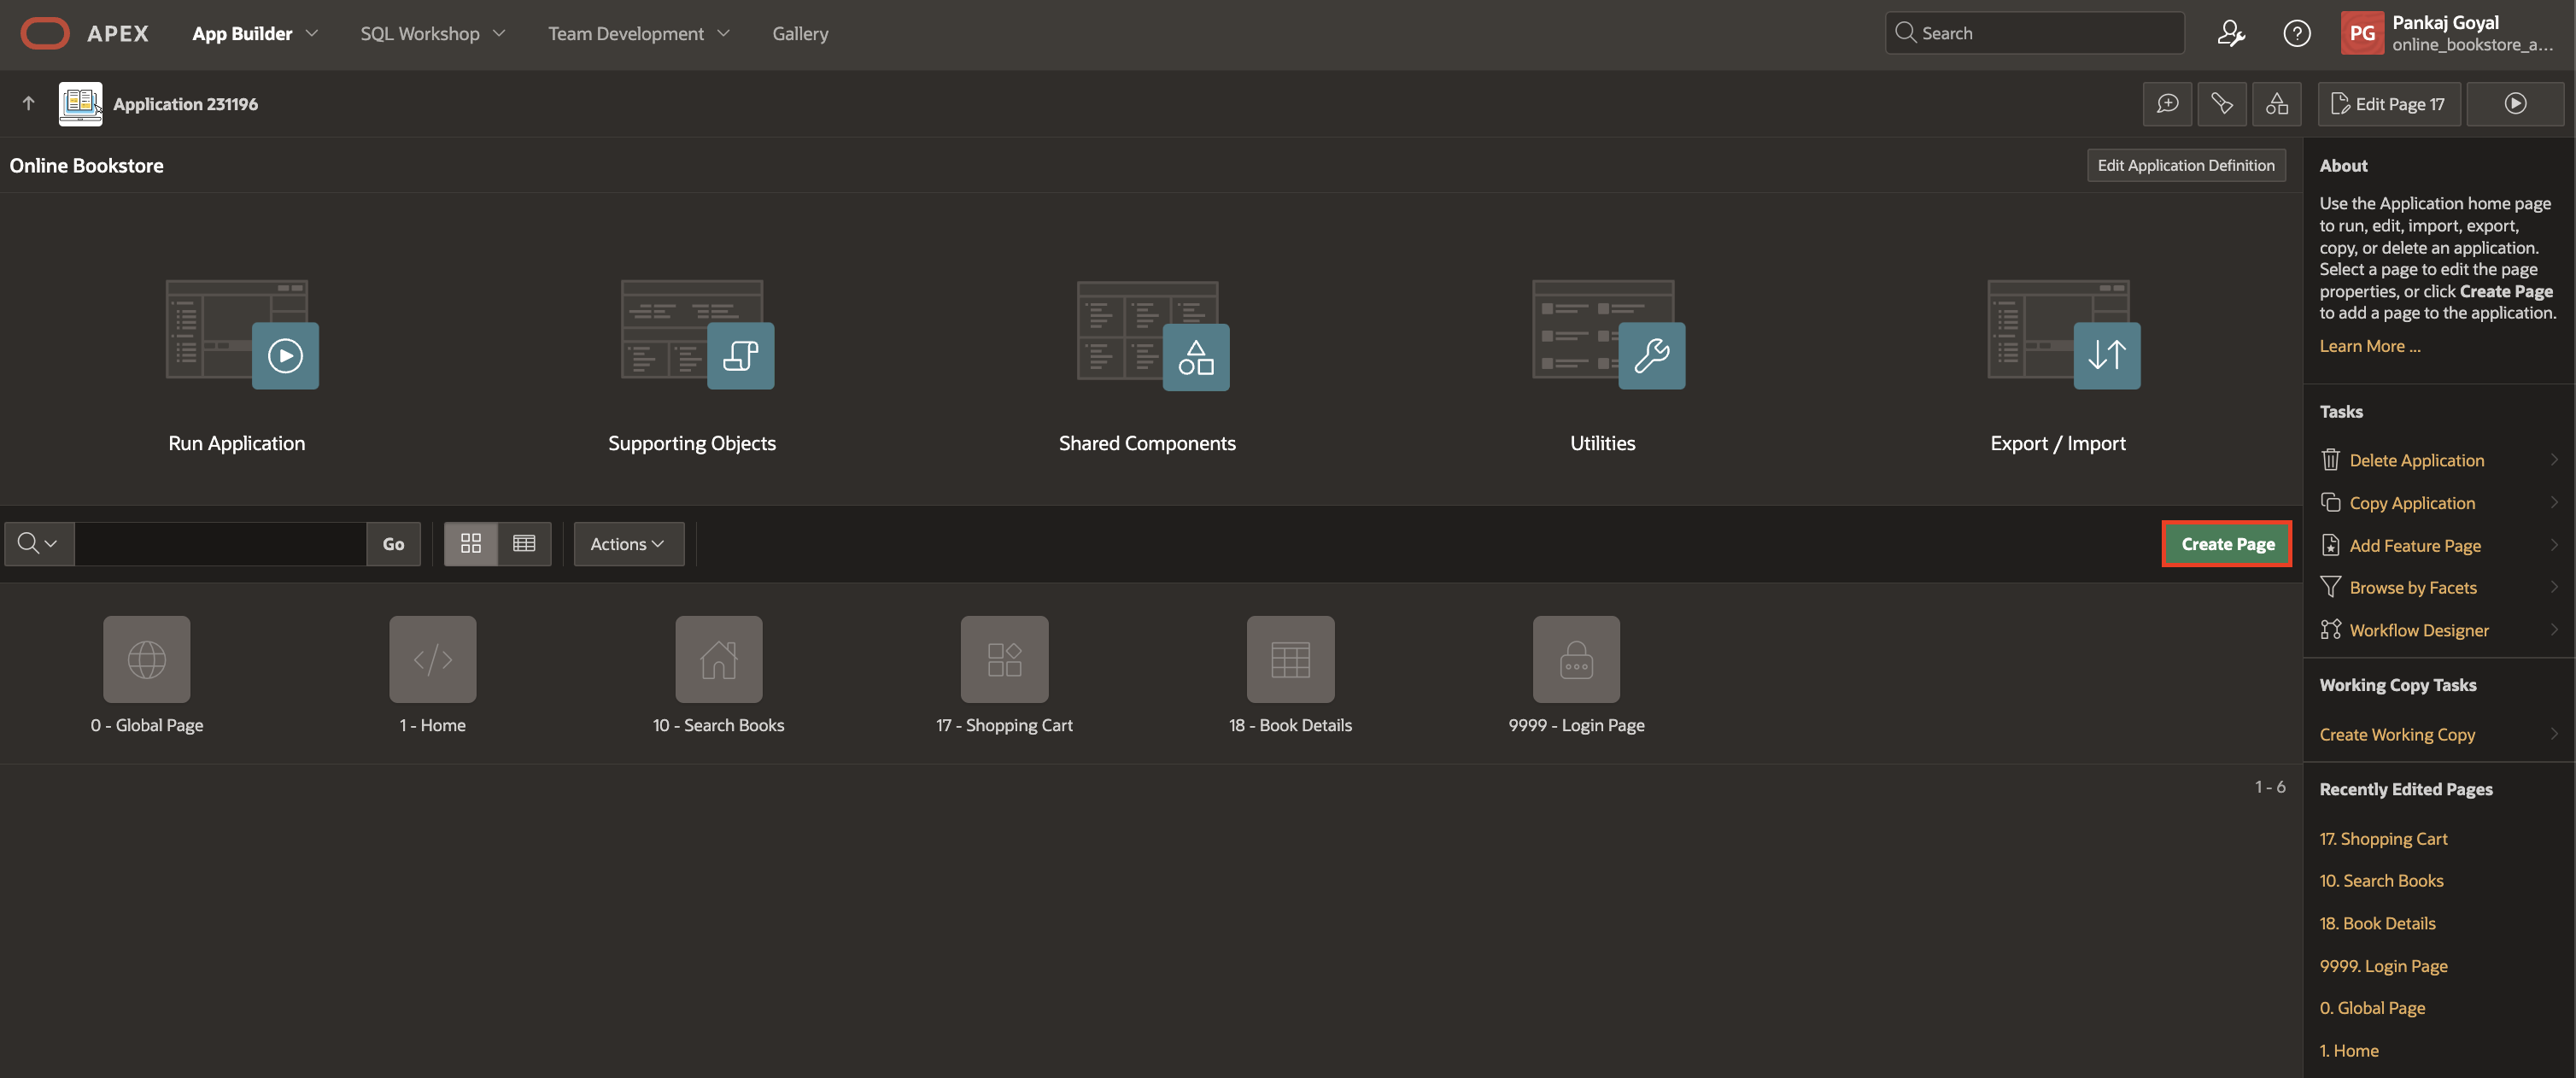 APEX
App Builder
SQL Workshop
Team Development
Gallery
Search
PG
Pankaj Goyal
online_bookstore_a...
Application 231196
Edit Page 17
Online Bookstore
Edit Application Definition
Run Application
Supporting Objects
Shared Components
Utilities
Export / Import
Go
Actions
Create Page
0 - Global Page
1 - Home
10 - Search Books
17 - Shopping Cart
18 - Book Details
9999 - Login Page
1 - 6
About
Use the Application home page
to run, edit, import, export,
copy, or delete an application.
Select a page to edit the page
properties, or click Create Page
to add a page to the application.
Learn More ...
Tasks
Delete Application
Copy Application
Add Feature Page
Browse by Facets
Workflow Designer
Working Copy Tasks
Create Working Copy
Recently Edited Pages
17. Shopping Cart
10. Search Books
18. Book Details
9999. Login Page
0. Global Page
1. Home